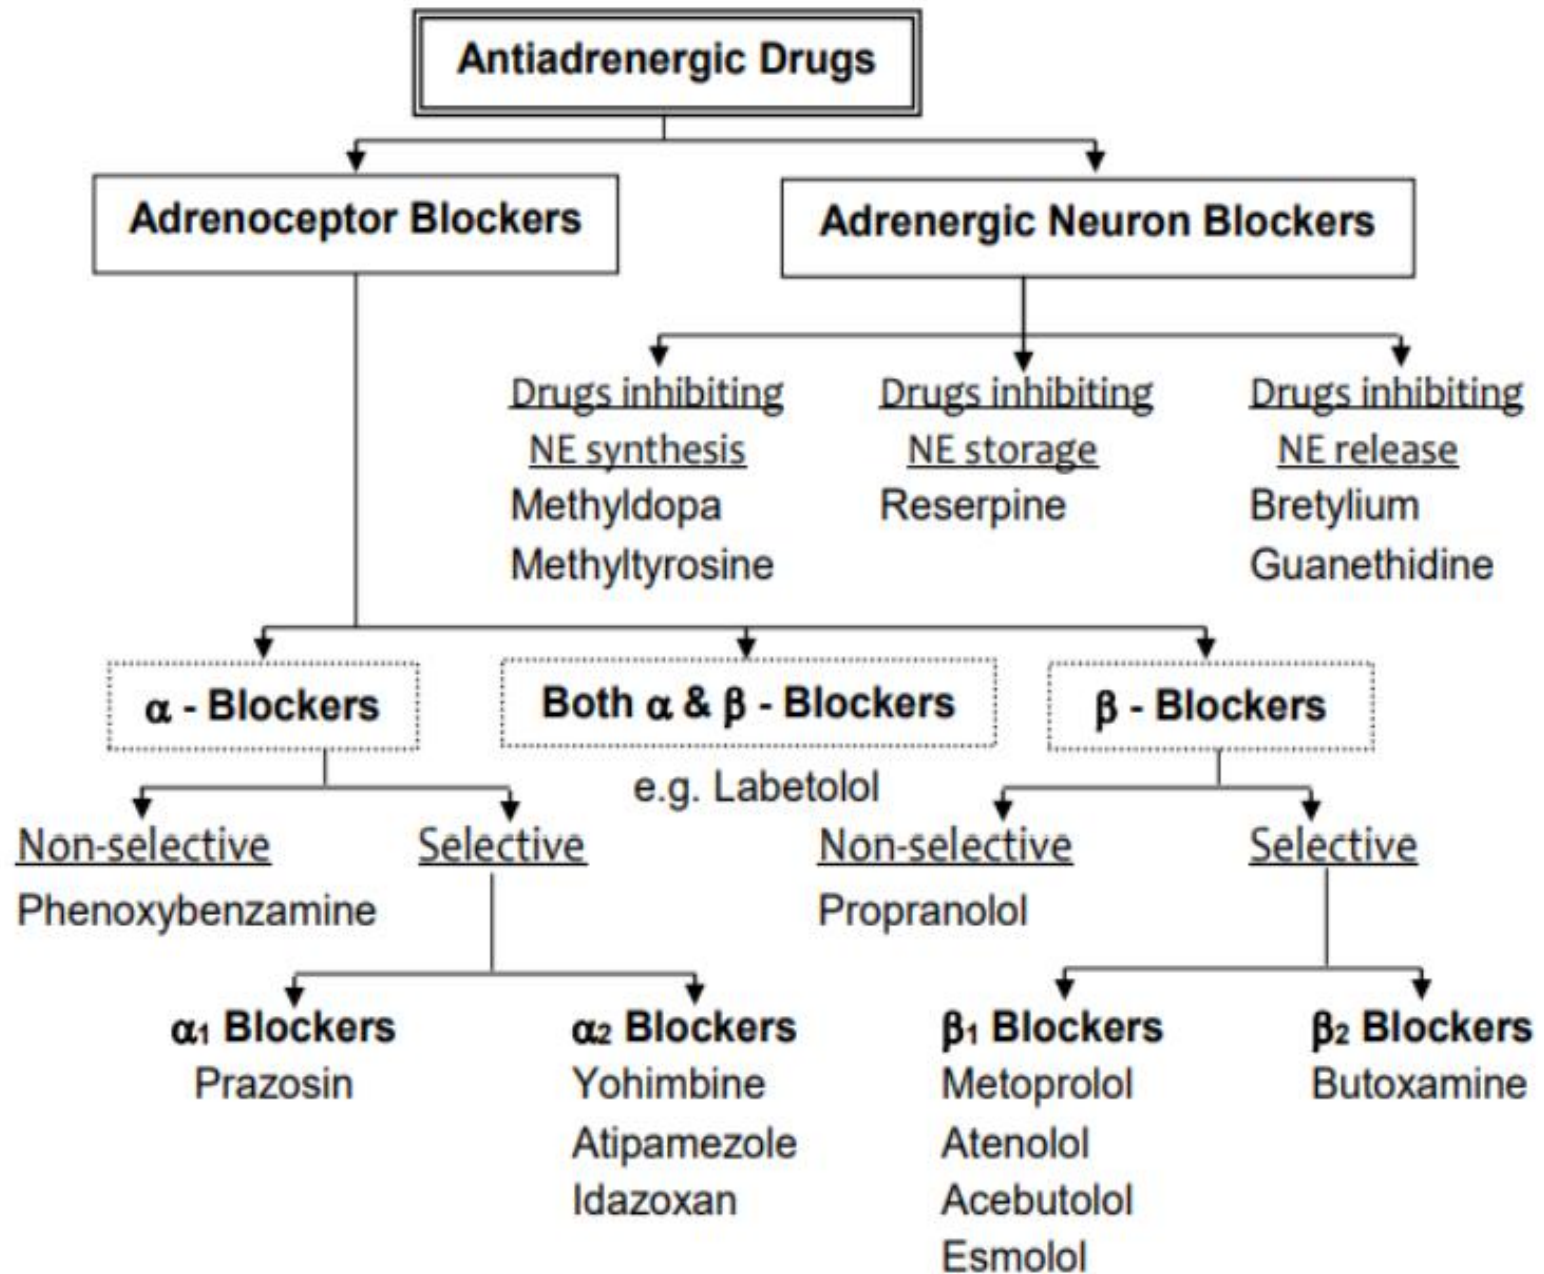 Antiadrenergic Drugs
Adrenoceptor Blockers
Adrenergic Neuron Blockers
Drugs inhibiting
NE synthesis
Methyldopa
Methyltyrosine
Drugs inhibiting
NE storage
Reserpine
Drugs inhibiting
NE release
Bretylium
Guanethidine
α - Blockers
Both α & β - Blockers
e.g. Labetolol
β - Blockers
Non-selective
Phenoxybenzamine
Selective
Non-selective
Propranolol
Selective
α1 Blockers
Prazosin
α2 Blockers
Yohimbine
Atipamezole
Idazoxan
β1 Blockers
Metoprolol
Atenolol
Acebutolol
Esmolol
β2 Blockers
Butoxamine